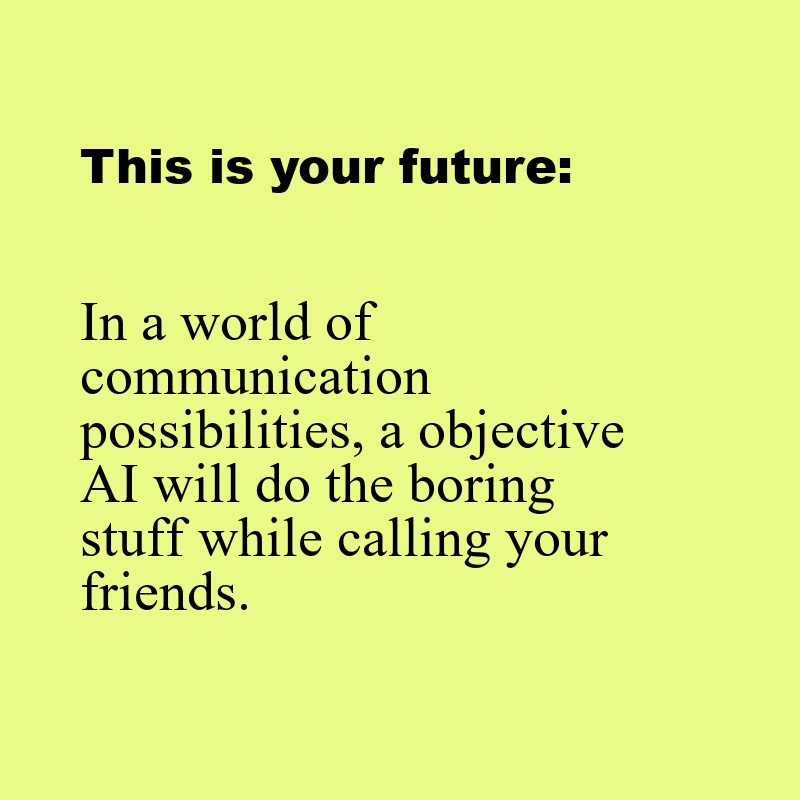 This is your future:
In a world of
communication
possibilities, a objective
AI will do the boring
stuff while calling your
friends.